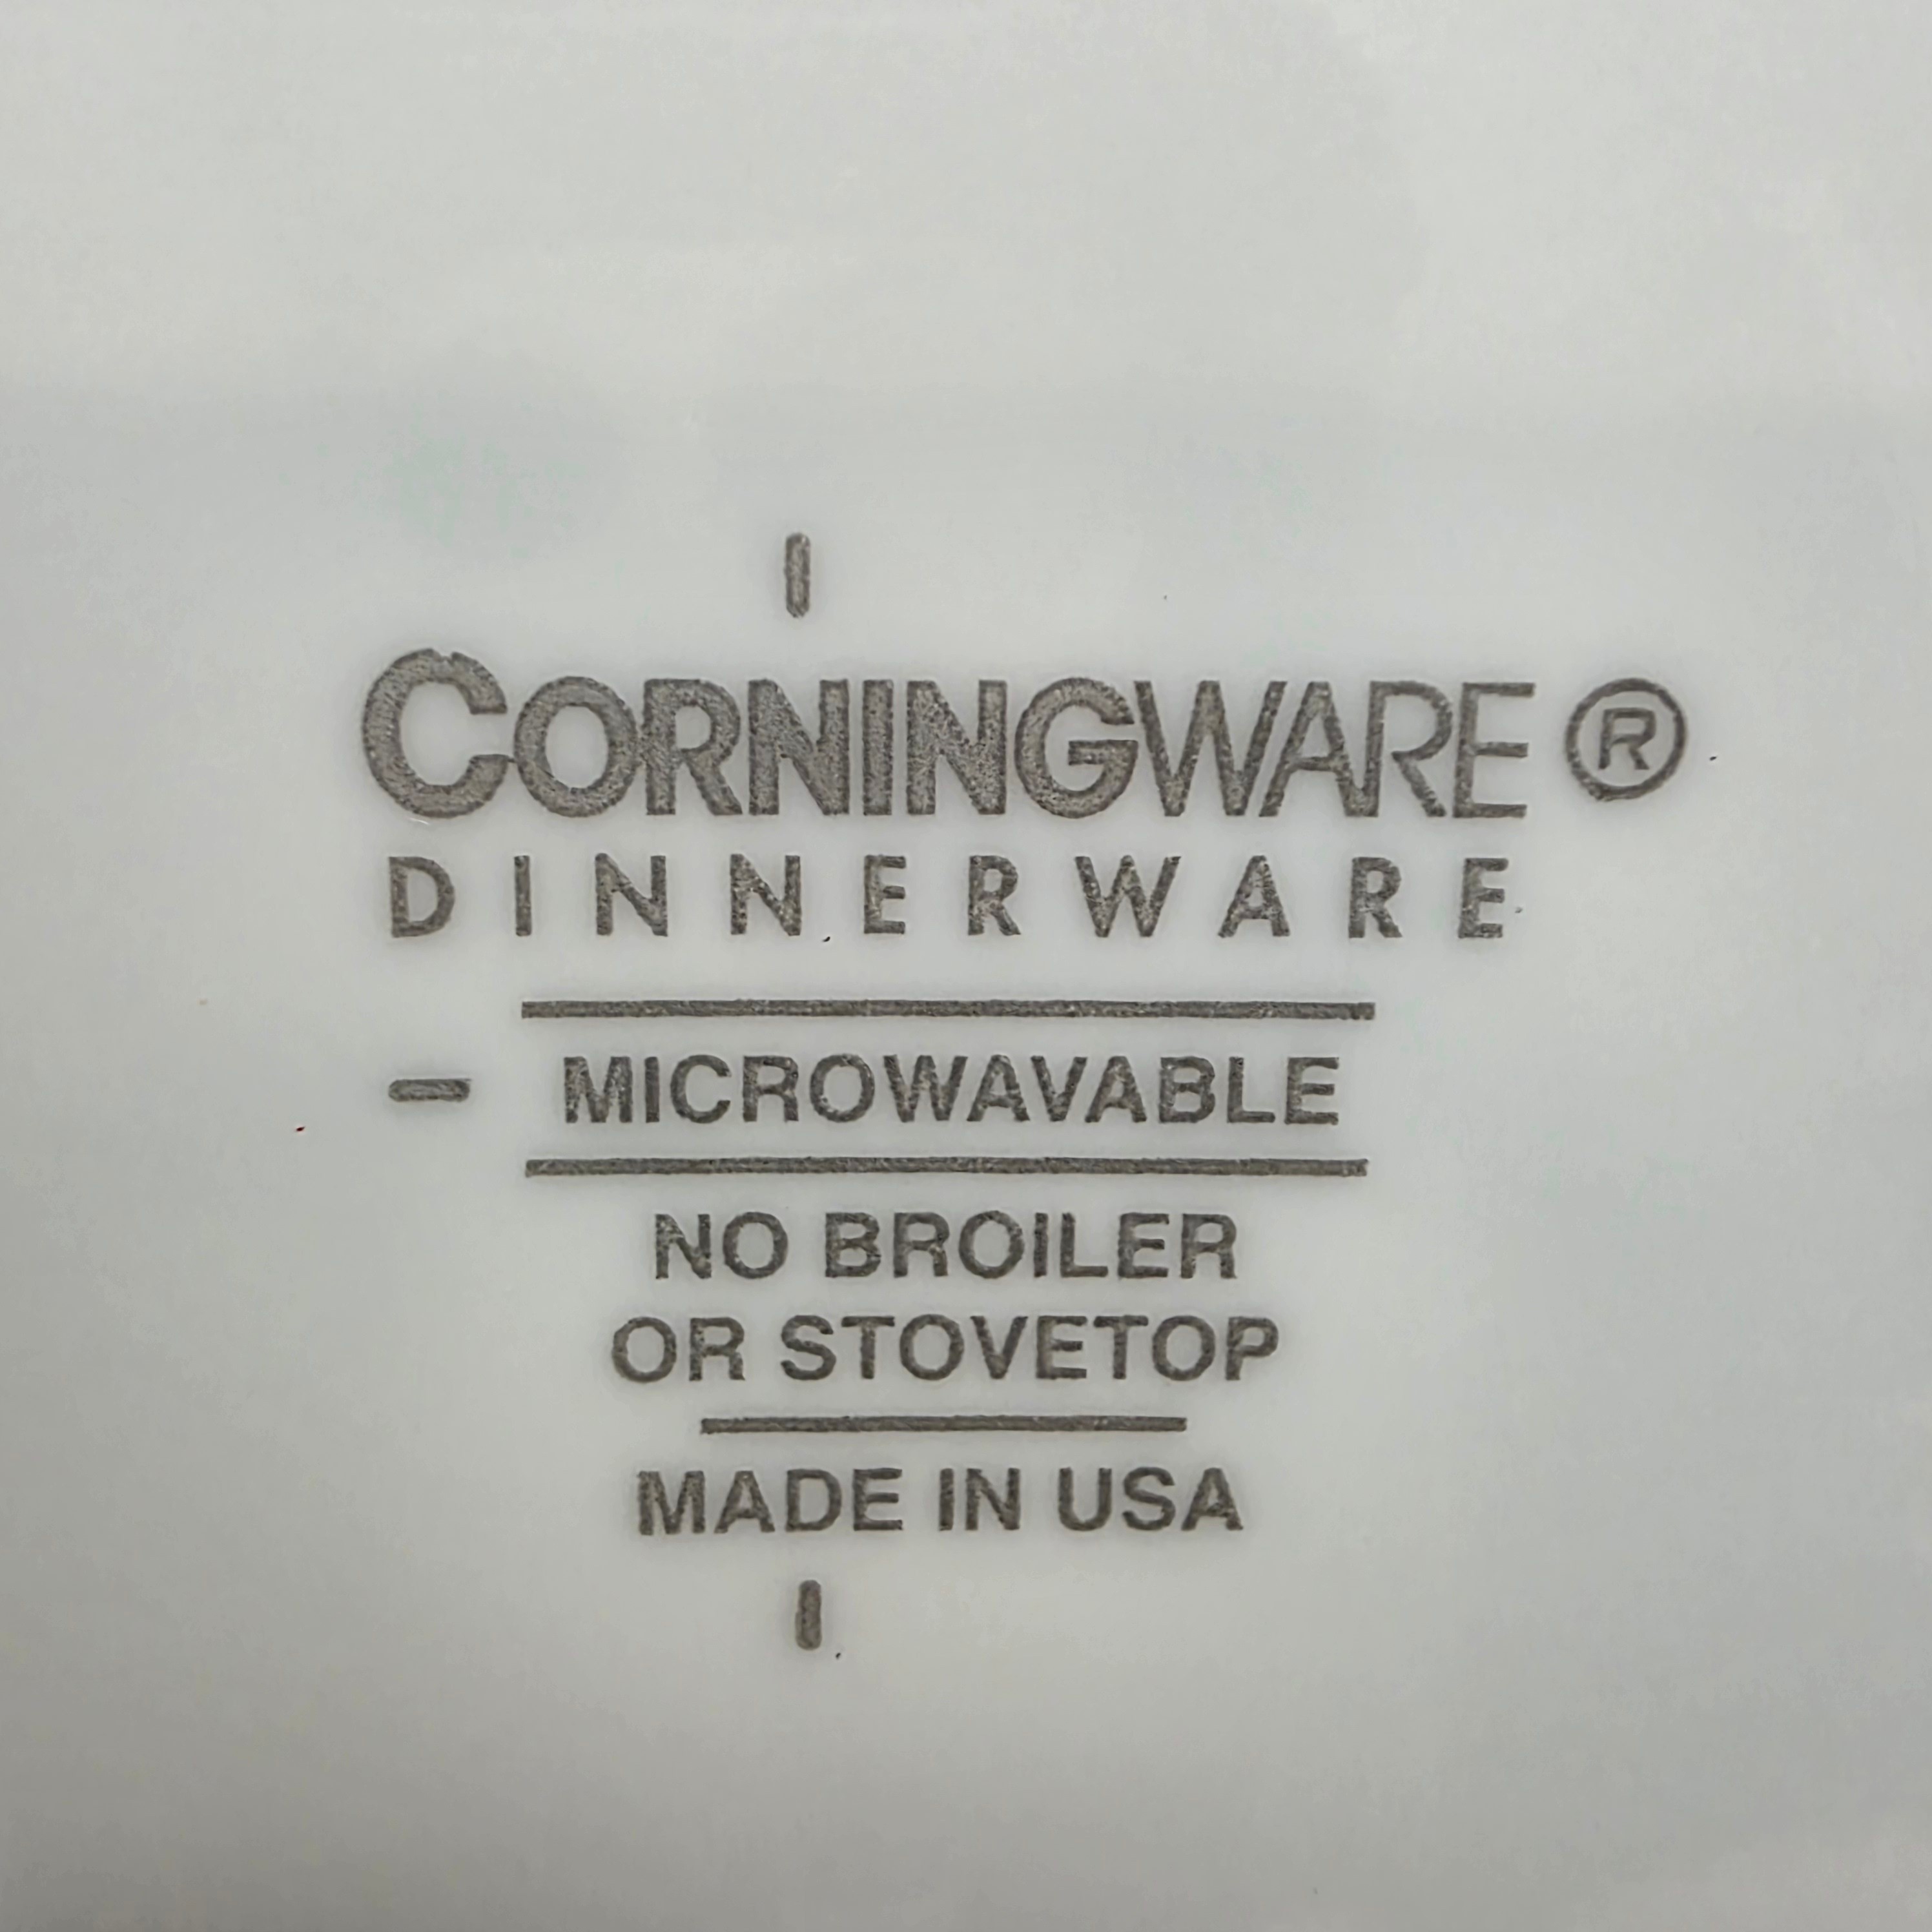 CORNINGWARE®
DINNERWARE
MICROWAVABLE
NO BROILER
OR STOVETOP
MADE IN USA